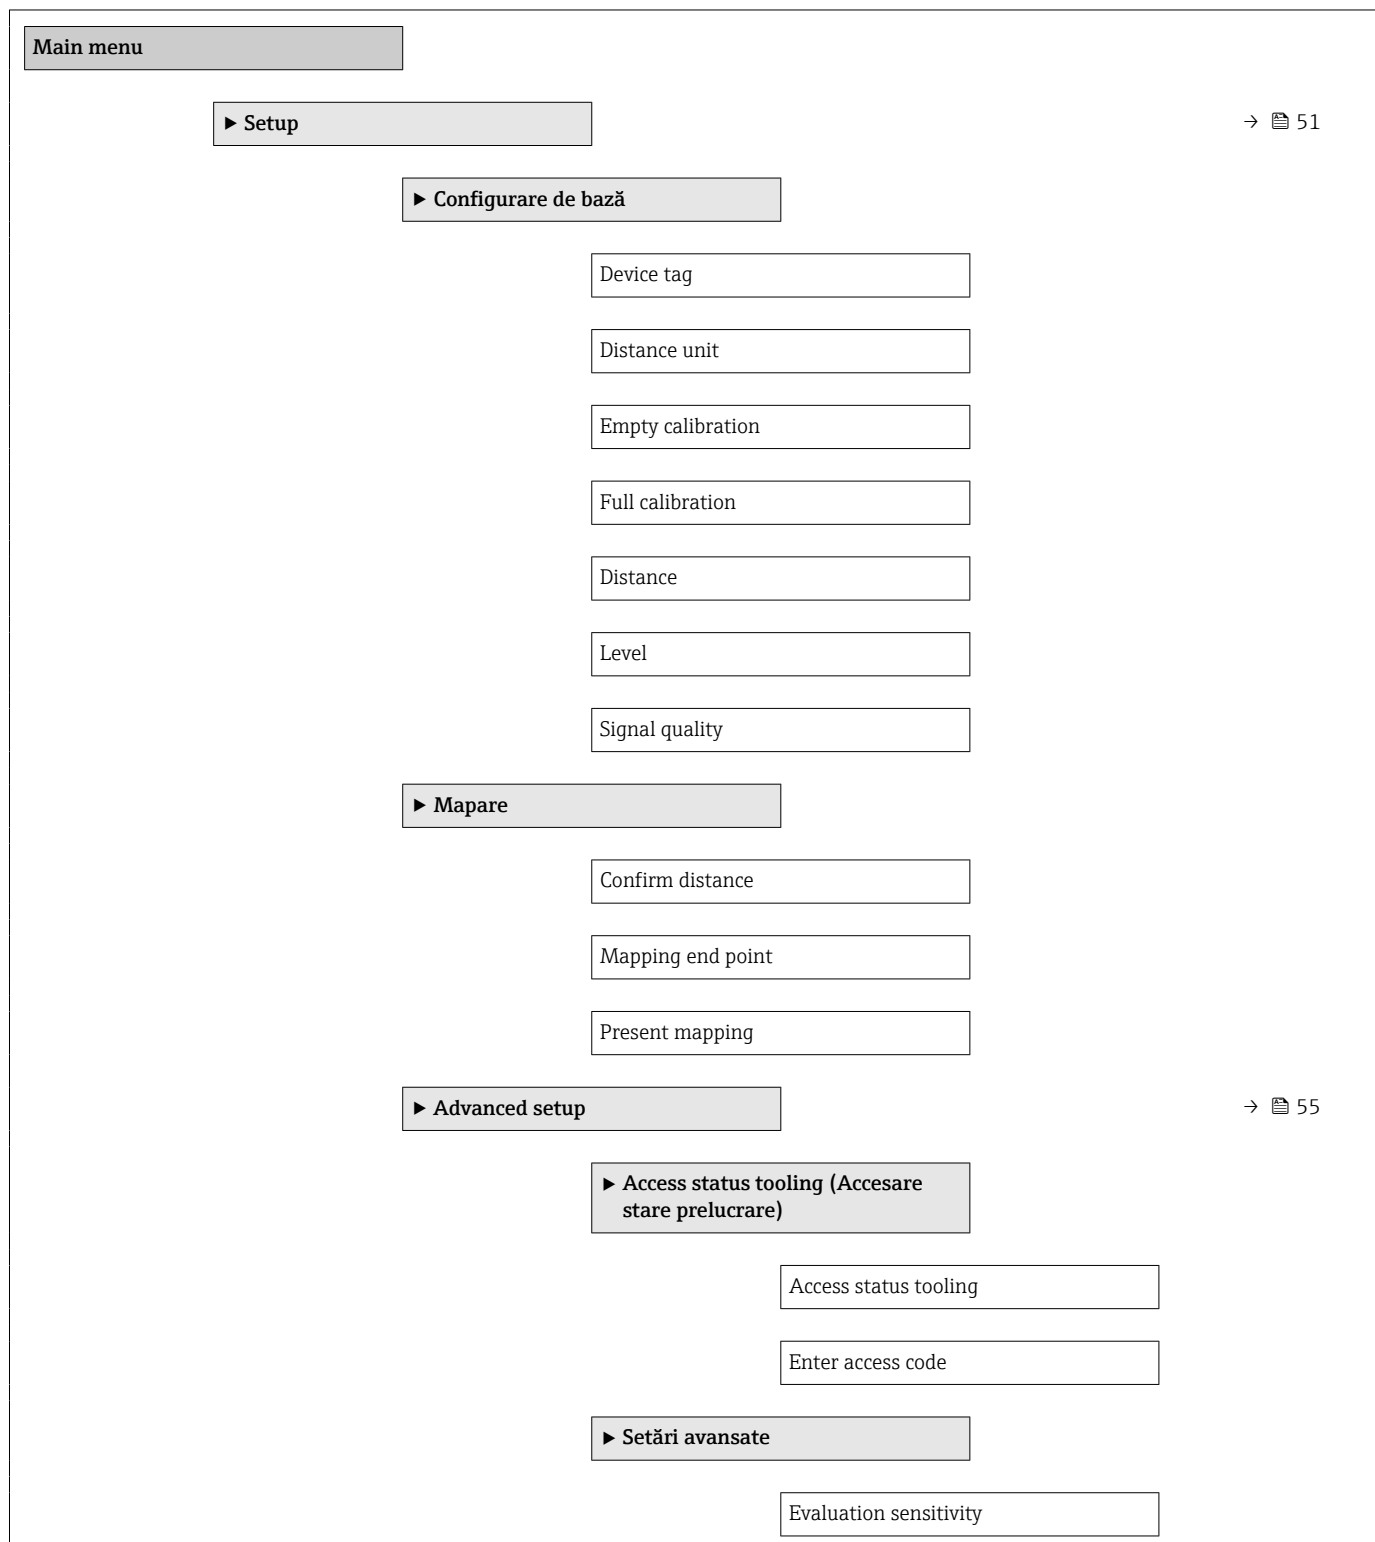 Main menu
▶ Setup → 51
▶ Configurare de bază
Device tag
Distance unit
Empty calibration
Full calibration
Distance
Level
Signal quality
▶ Mapare
Confirm distance
Mapping end point
Present mapping
▶ Advanced setup → 55
▶ Access status tooling (Accesare
stare prelucrare)
Access status tooling
Enter access code
▶ Setări avansate
Evaluation sensitivity